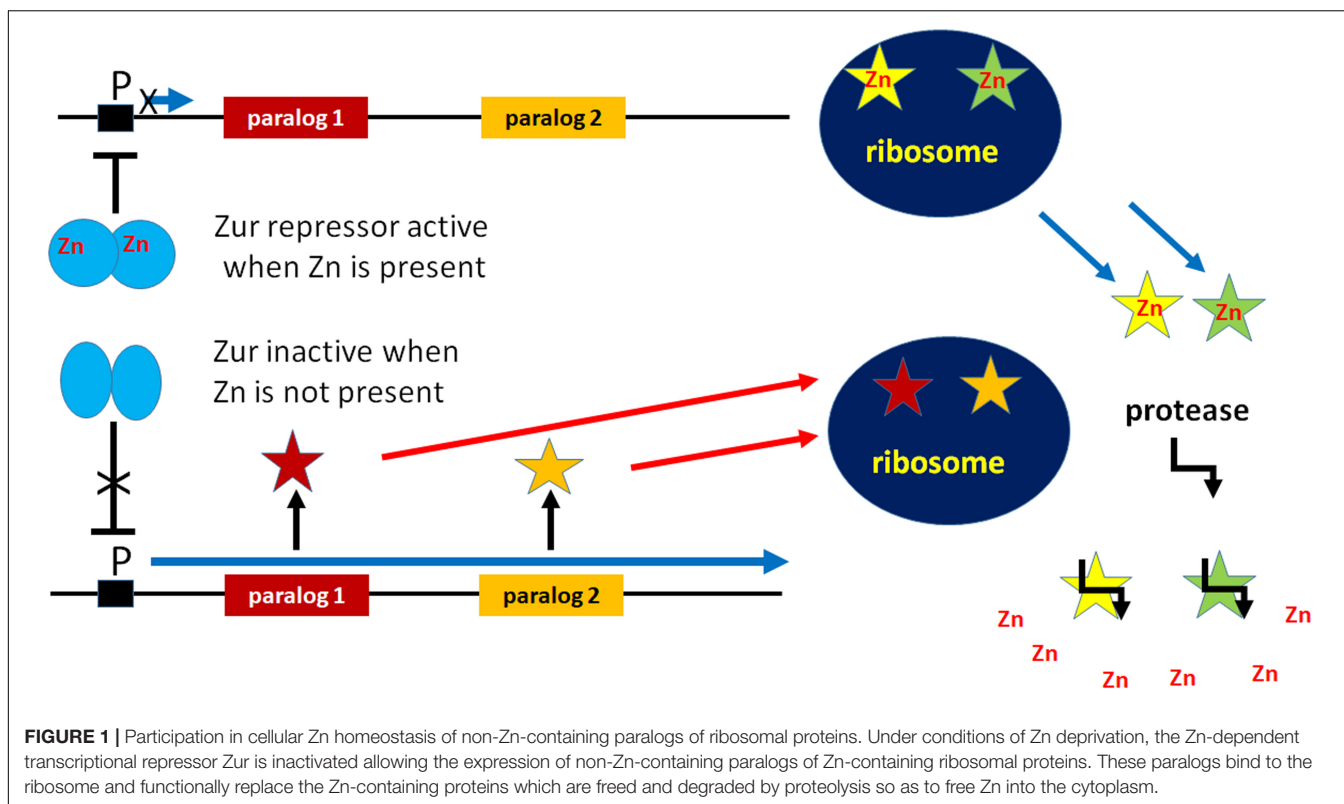 P
X
paralog 1
paralog 2
Zn
Zn
ribosome
Zn
Zn
Zur repressor active
when Zn is present
Zn
Zn
Zur inactive when
Zn is not present
ribosome
protease
P
paralog 1
paralog 2
Zn
Zn
Zn
Zn
Zn
Zn
FIGURE 1 | Participation in cellular Zn homeostasis of non-Zn-containing paralogs of ribosomal proteins. Under conditions of Zn deprivation, the Zn-dependent
transcriptional repressor Zur is inactivated allowing the expression of non-Zn-containing paralogs of Zn-containing ribosomal proteins. These paralogs bind to the
ribosome and functionally replace the Zn-containing proteins which are freed and degraded by proteolysis so as to free Zn into the cytoplasm.